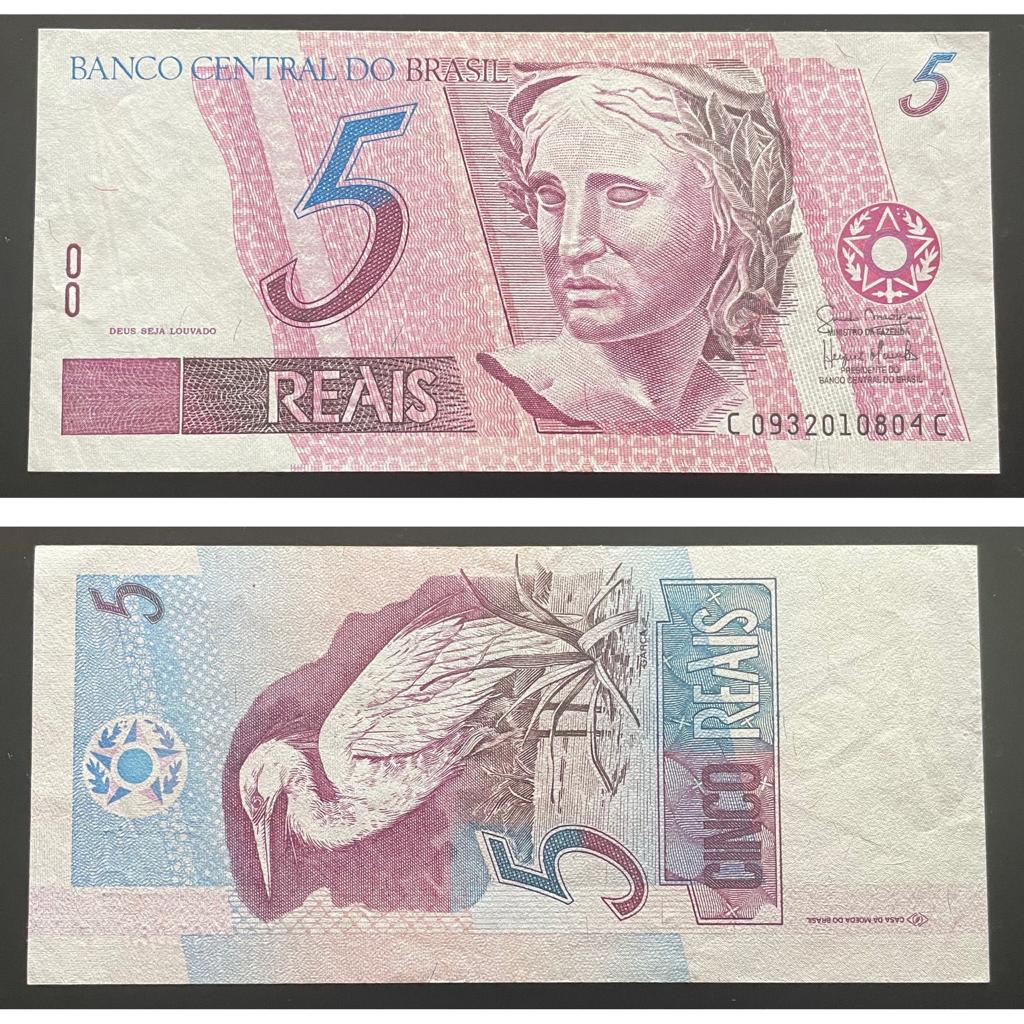 BANCO CENTRAL DO BRASIL
5
5
DEUS SEJA LOUVADO
REAIS
MINISTRO DA FAZENDA
PRESIDENTE DO
BANCO CENTRAL DO BRASIL
C 0932010804 C
5
GARÇA
5
CINCO REAIS
CASA DA MOEDA DO BRASIL